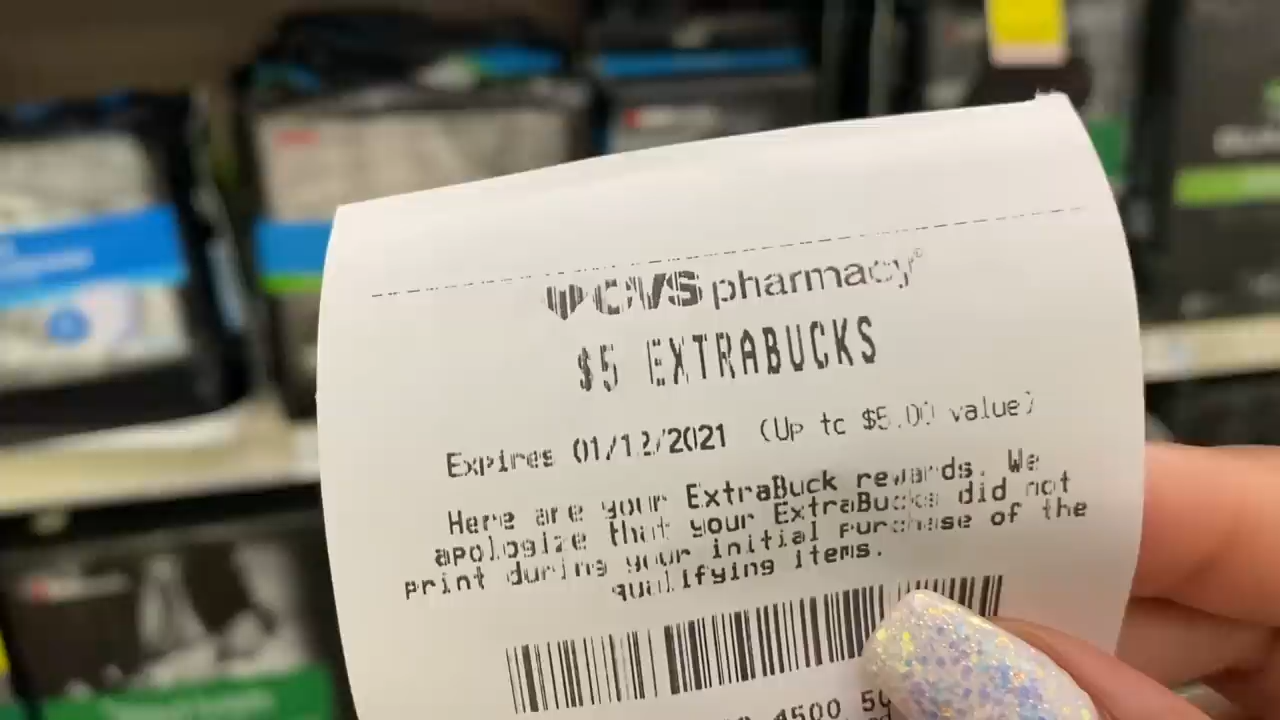 CVS pharmacy®
$5 EXTRABUCKS
Expires 01/12/2021 (Up to $5.00 value)
Here are your ExtraBuck rewards. We
apologize that your ExtraBucks did not
print during your initial purchase of the
qualifying items.
4500